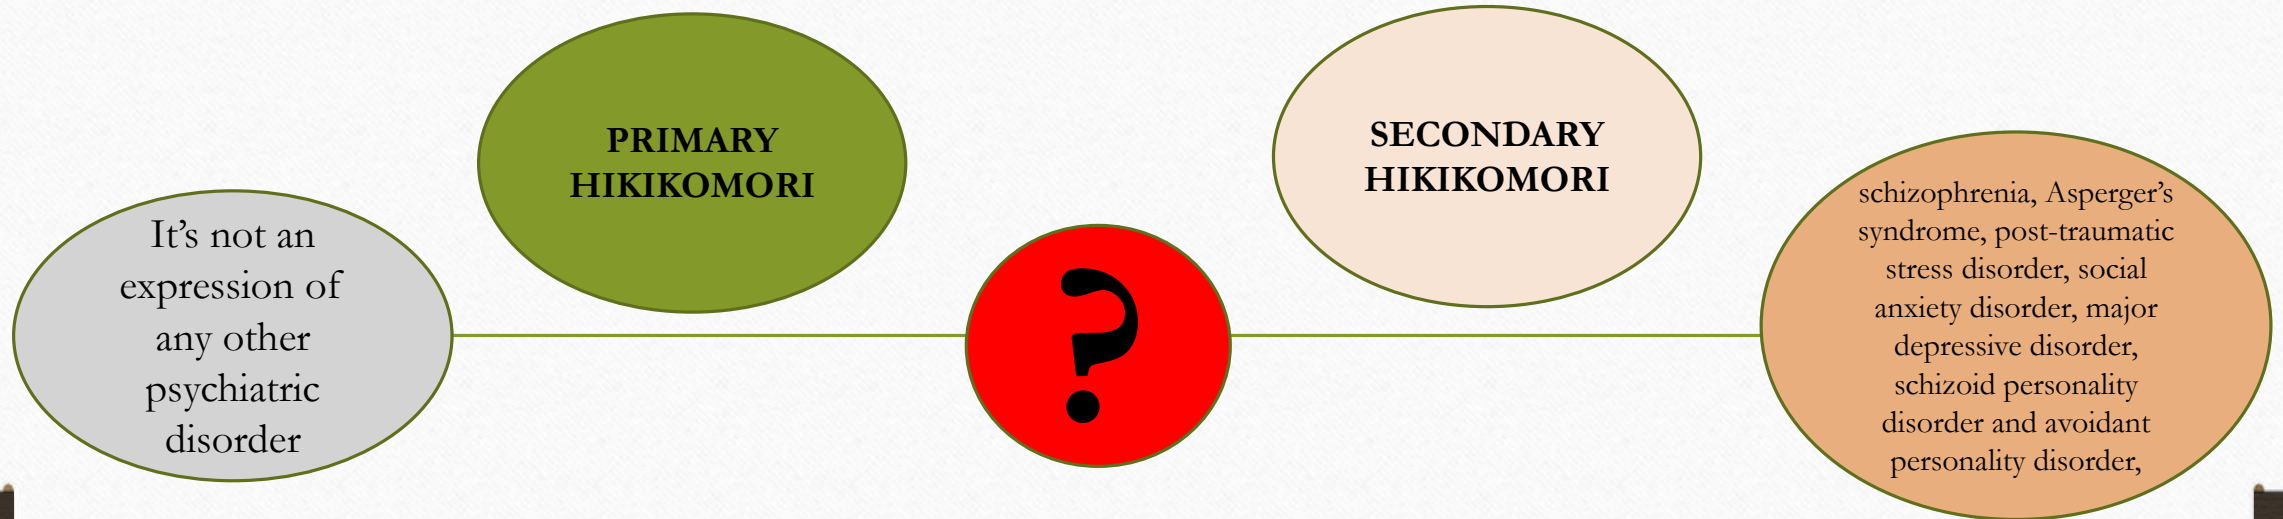 It’s not an
expression of
any other
psychiatric
disorder
PRIMARY
HIKIKOMORI
?
SECONDARY
HIKIKOMORI
schizophrenia, Asperger’s
syndrome, post-traumatic
stress disorder, social
anxiety disorder, major
depressive disorder,
schizoid personality
disorder and avoidant
personality disorder,